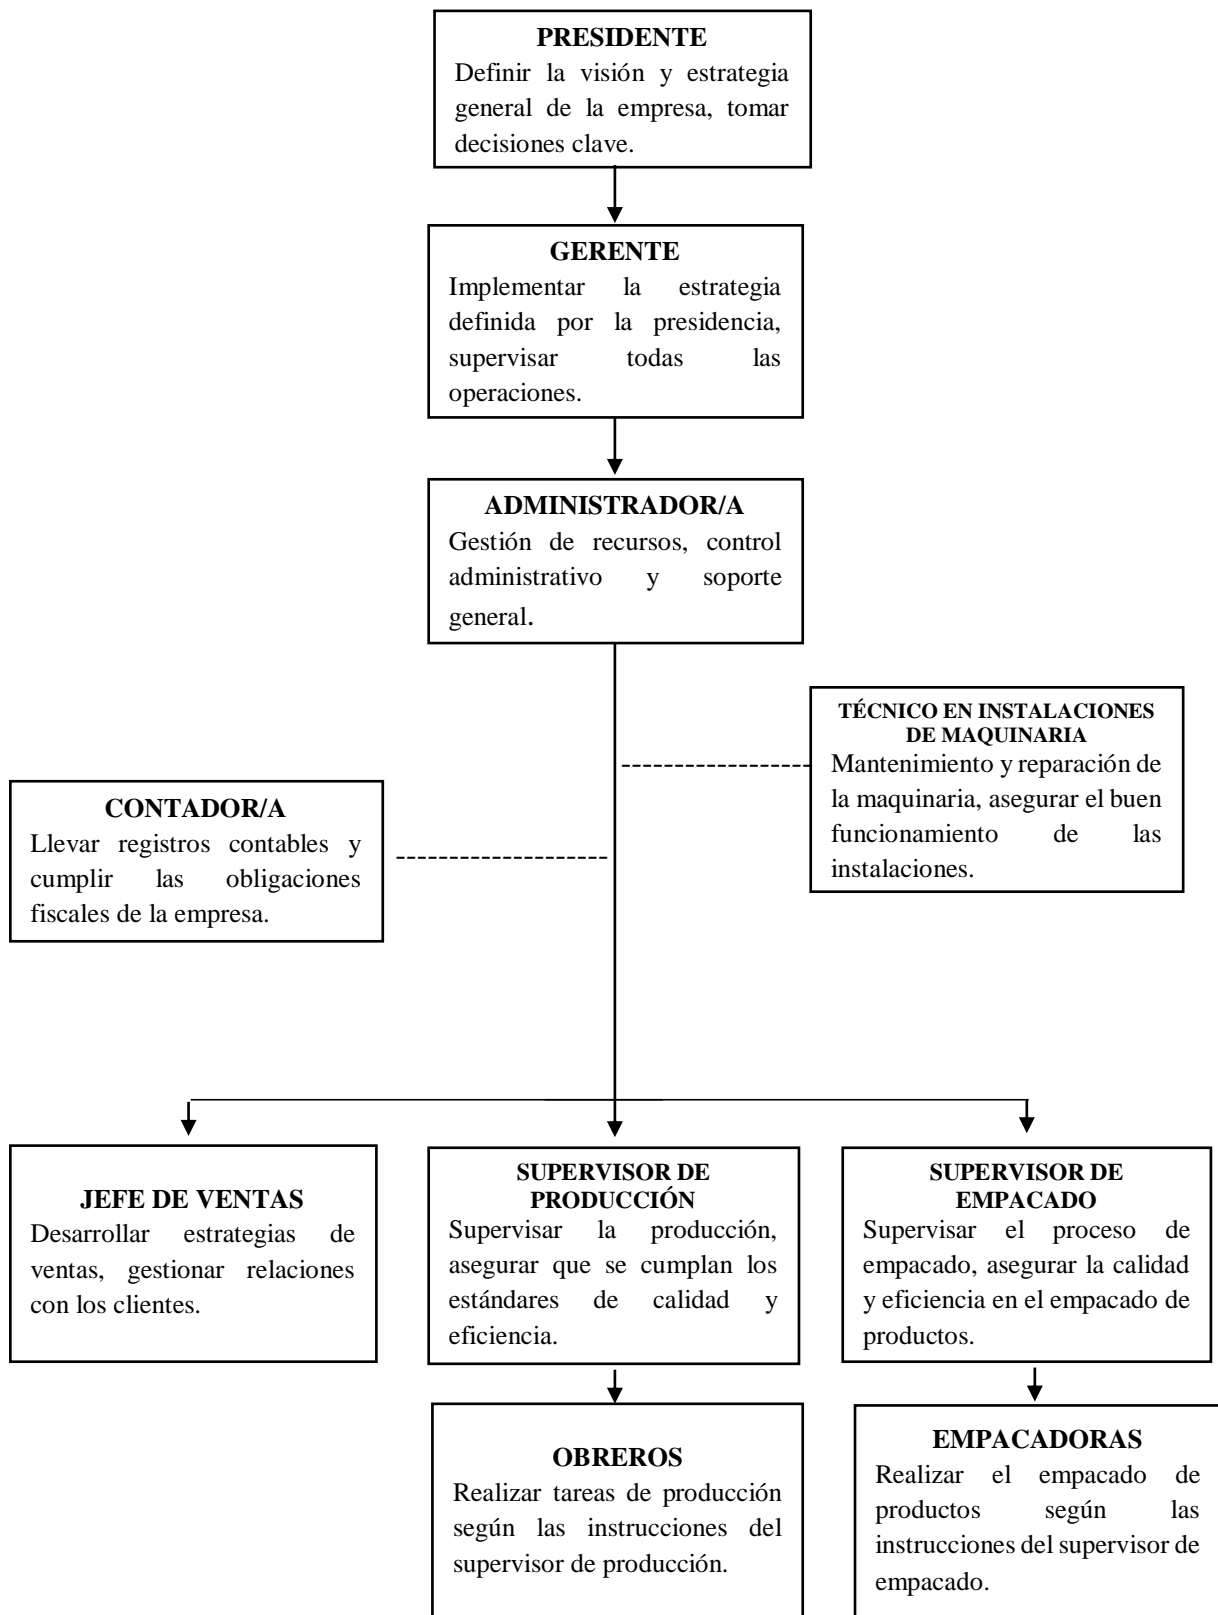 PRESIDENTE
Definir la visión y estrategia
general de la empresa, tomar
decisiones clave.
GERENTE
Implementar la estrategia
definida por la presidencia,
supervisar todas las
operaciones.
ADMINISTRADOR/A
Gestión de recursos, control
administrativo y soporte
general.
TÉCNICO EN INSTALACIONES
DE MAQUINARIA
Mantenimiento y reparación de
la maquinaria, asegurar el buen
funcionamiento de las
instalaciones.
CONTADOR/A
Llevar registros contables y
cumplir las obligaciones
fiscales de la empresa.
JEFE DE VENTAS
Desarrollar estrategias de
ventas, gestionar relaciones
con los clientes.
SUPERVISOR DE
PRODUCCIÓN
Supervisar la producción,
asegurar que se cumplan los
estándares de calidad y
eficiencia.
SUPERVISOR DE
EMPACADO
Supervisar el proceso de
empacado, asegurar la calidad
y eficiencia en el empacado de
productos.
OBREROS
Realizar tareas de producción
según las instrucciones del
supervisor de producción.
EMPACADORAS
Realizar el empacado de
productos según las
instrucciones del supervisor de
empacado.